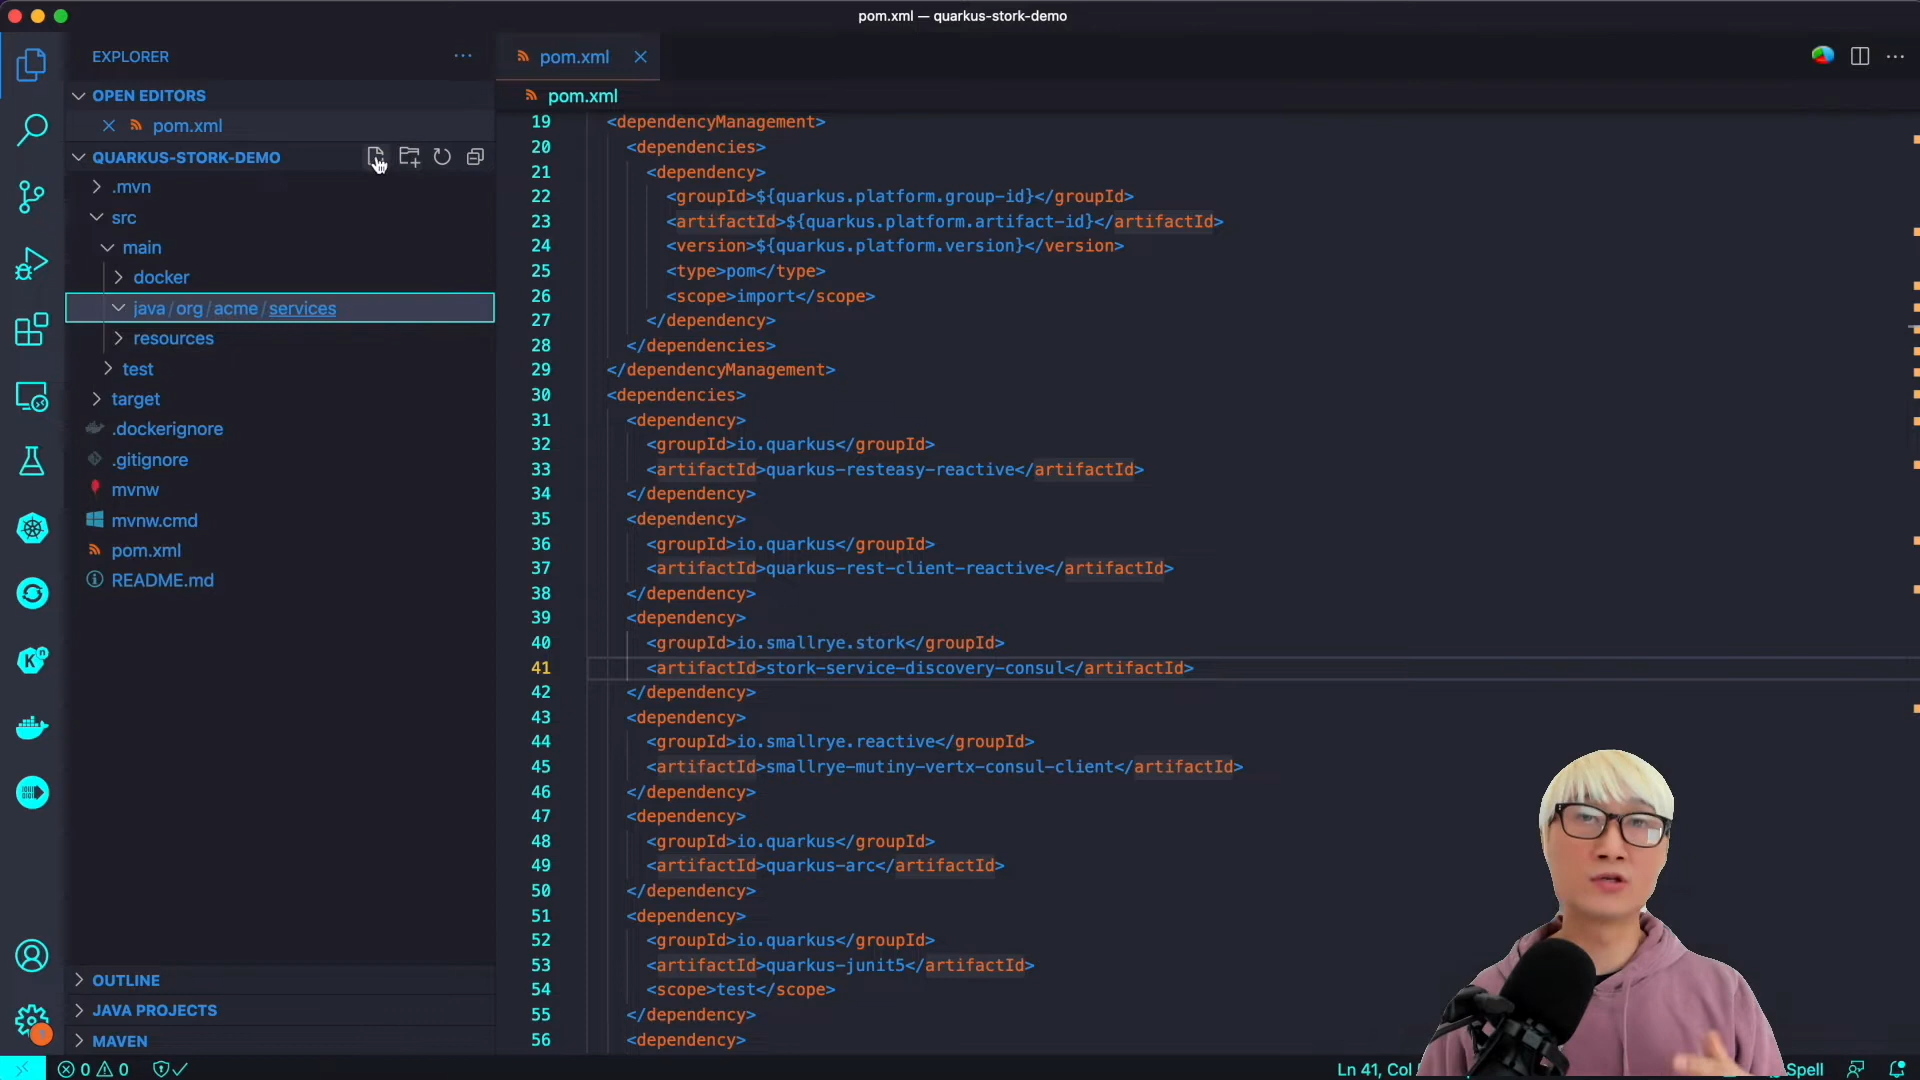 pom.xml — quarkus-stork-demo
EXPLORER
pom.xml
OPEN EDITORS
pom.xml
pom.xml
QUARKUS-STORK-DEMO
.mvn
src
main
docker
java/org/acme/services
resources
test
target
.dockerignore
.gitignore
mvnw
mvnw.cmd
pom.xml
README.md
OUTLINE
JAVA PROJECTS
MAVEN
19 <dependencyManagement>
20 <dependencies>
21 <dependency>
22 <groupId>${quarkus.platform.group-id}</groupId>
23 <artifactId>${quarkus.platform.artifact-id}</artifactId>
24 <version>${quarkus.platform.version}</version>
25 <type>pom</type>
26 <scope>import</scope>
27 </dependency>
28 </dependencies>
29 </dependencyManagement>
30 <dependencies>
31 <dependency>
32 <groupId>io.quarkus</groupId>
33 <artifactId>quarkus-resteasy-reactive</artifactId>
34 </dependency>
35 <dependency>
36 <groupId>io.quarkus</groupId>
37 <artifactId>quarkus-rest-client-reactive</artifactId>
38 </dependency>
39 <dependency>
40 <groupId>io.smallrye.stork</groupId>
41 <artifactId>stork-service-discovery-consul</artifactId>
42 </dependency>
43 <dependency>
44 <groupId>io.smallrye.reactive</groupId>
45 <artifactId>smallrye-mutiny-vertx-consul-client</artifactId>
46 </dependency>
47 <dependency>
48 <groupId>io.quarkus</groupId>
49 <artifactId>quarkus-arc</artifactId>
50 </dependency>
51 <dependency>
52 <groupId>io.quarkus</groupId>
53 <artifactId>quarkus-junit5</artifactId>
54 <scope>test</scope>
55 </dependency>
56 <dependency>
0 0
Ln 41, Col
Spell